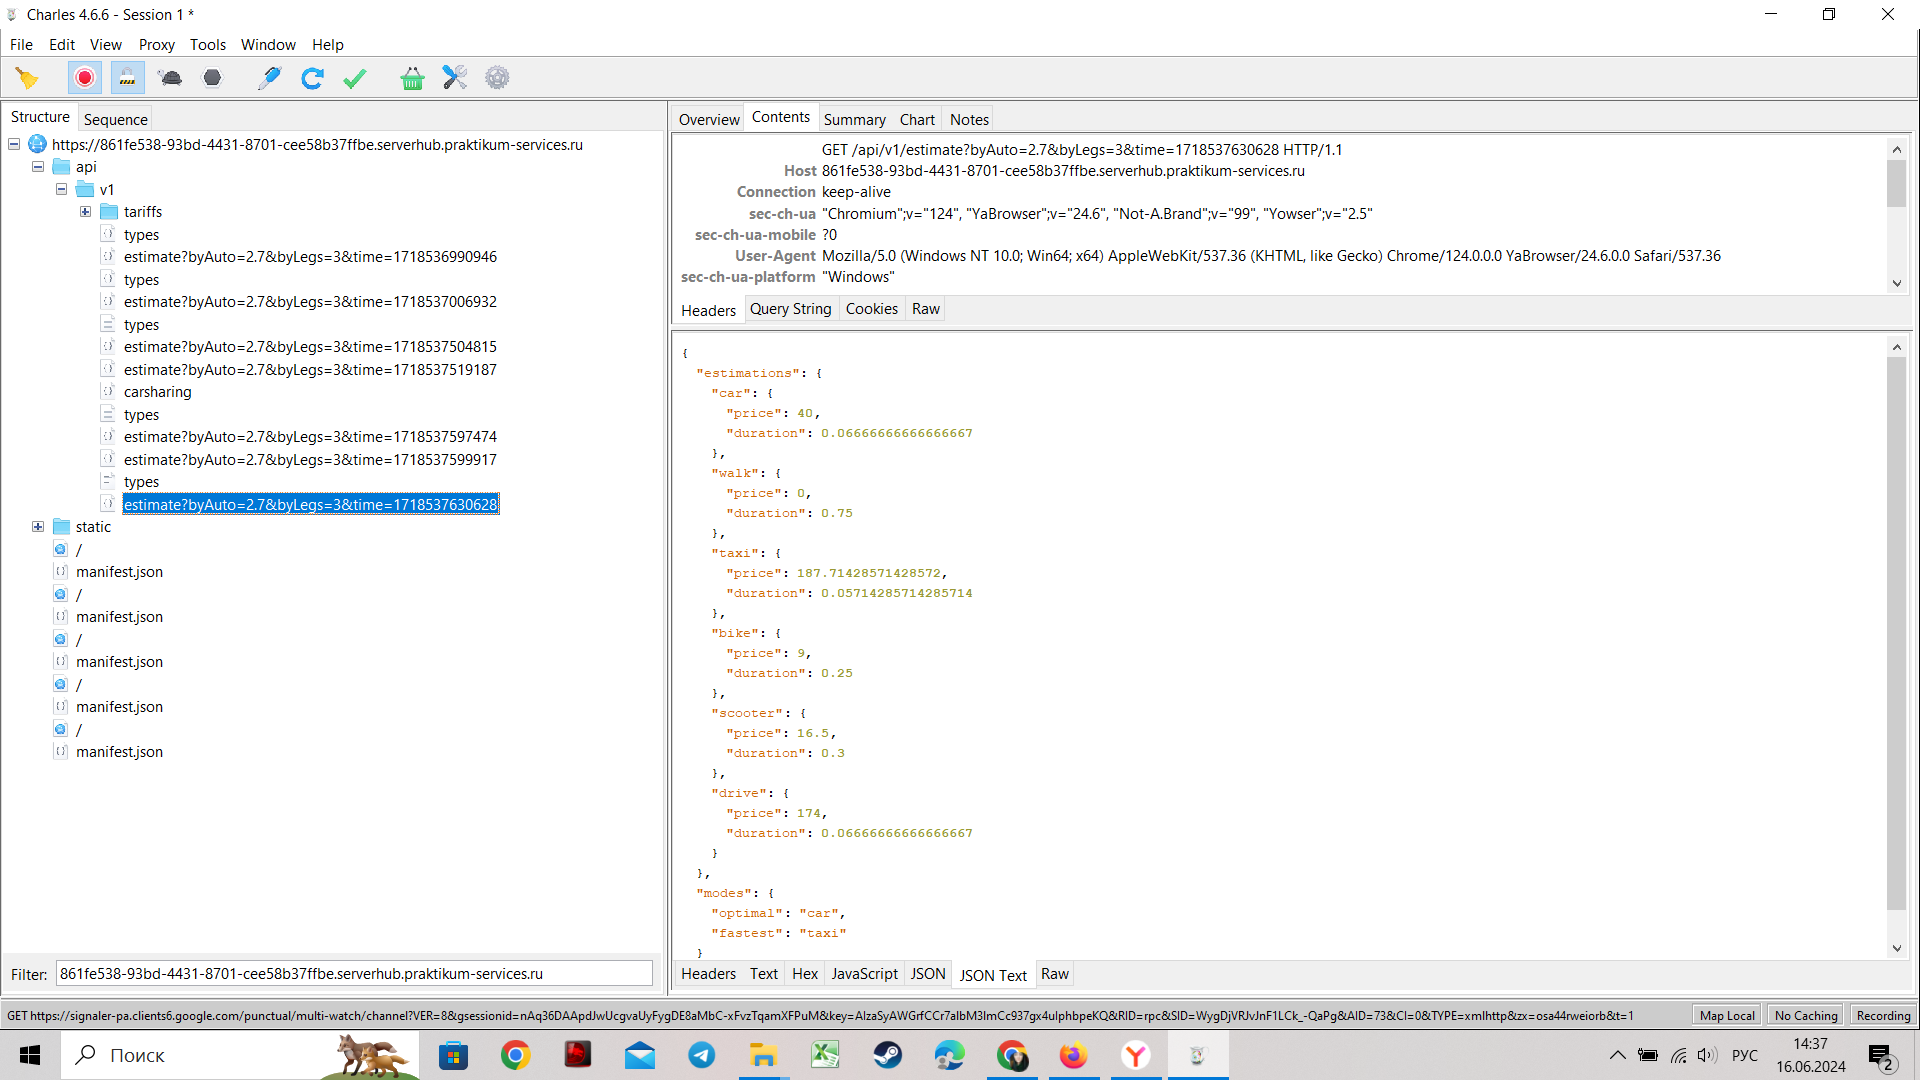 Charles 4.6.6 - Session 1 *
File Edit View Proxy Tools Window Help
Structure Sequence
https://861fe538-93bd-4431-8701-cee58b37ffbe.serverhub.praktikum-services.ru
api
v1
tariffs
types
estimate?byAuto=2.7&byLegs=3&time=1718536990946
types
estimate?byAuto=2.7&byLegs=3&time=1718537006932
types
estimate?byAuto=2.7&byLegs=3&time=1718537504815
estimate?byAuto=2.7&byLegs=3&time=1718537519187
carsharing
types
estimate?byAuto=2.7&byLegs=3&time=1718537597474
estimate?byAuto=2.7&byLegs=3&time=1718537599917
types
estimate?byAuto=2.7&byLegs=3&time=1718537630628
static
/
manifest.json
/
manifest.json
/
manifest.json
/
manifest.json
/
manifest.json
Filter: 861fe538-93bd-4431-8701-cee58b37ffbe.serverhub.praktikum-services.ru
Overview Contents Summary Chart Notes
GET /api/v1/estimate?byAuto=2.7&byLegs=3&time=1718537630628 HTTP/1.1
Host 861fe538-93bd-4431-8701-cee58b37ffbe.serverhub.praktikum-services.ru
Connection keep-alive
sec-ch-ua "Chromium";v="124", "YaBrowser";v="24.6", "Not-A.Brand";v="99", "Yowser";v="2.5"
sec-ch-ua-mobile ?0
User-Agent Mozilla/5.0 (Windows NT 10.0; Win64; x64) AppleWebKit/537.36 (KHTML, like Gecko) Chrome/124.0.0.0 YaBrowser/24.6.0.0 Safari/537.36
sec-ch-ua-platform "Windows"
Headers Query String Cookies Raw
{
"estimations": {
"car": {
"price": 40,
"duration": 0.06666666666666667
},
"walk": {
"price": 0,
"duration": 0.75
},
"taxi": {
"price": 187.71428571428572,
"duration": 0.05714285714285714
},
"bike": {
"price": 9,
"duration": 0.25
},
"scooter": {
"price": 16.5,
"duration": 0.3
},
"drive": {
"price": 174,
"duration": 0.06666666666666667
}
},
"modes": {
"optimal": "car",
"fastest": "taxi"
}
Headers Text Hex JavaScript JSON JSON Text Raw
GET https://signaler-pa.clients6.google.com/punctual/multi-watch/channel?VER=8&gsessionid=nAq36DAApdJwUcgvaUyFygDE8aMbC-xFvzTqamXFPuM&key=AIzaSyAWGrfCCr7albM3lmCc937gx4uIphbpeKQ&RID=rpc&SID=WygDjVRJvJnF1LCk_-QaPg&AID=73&CI=0&TYPE=xmlhttp&zx=osa44rweiorb&t=1
Map Local No Caching Recording
Поиск
РУС
14:37
16.06.2024
2